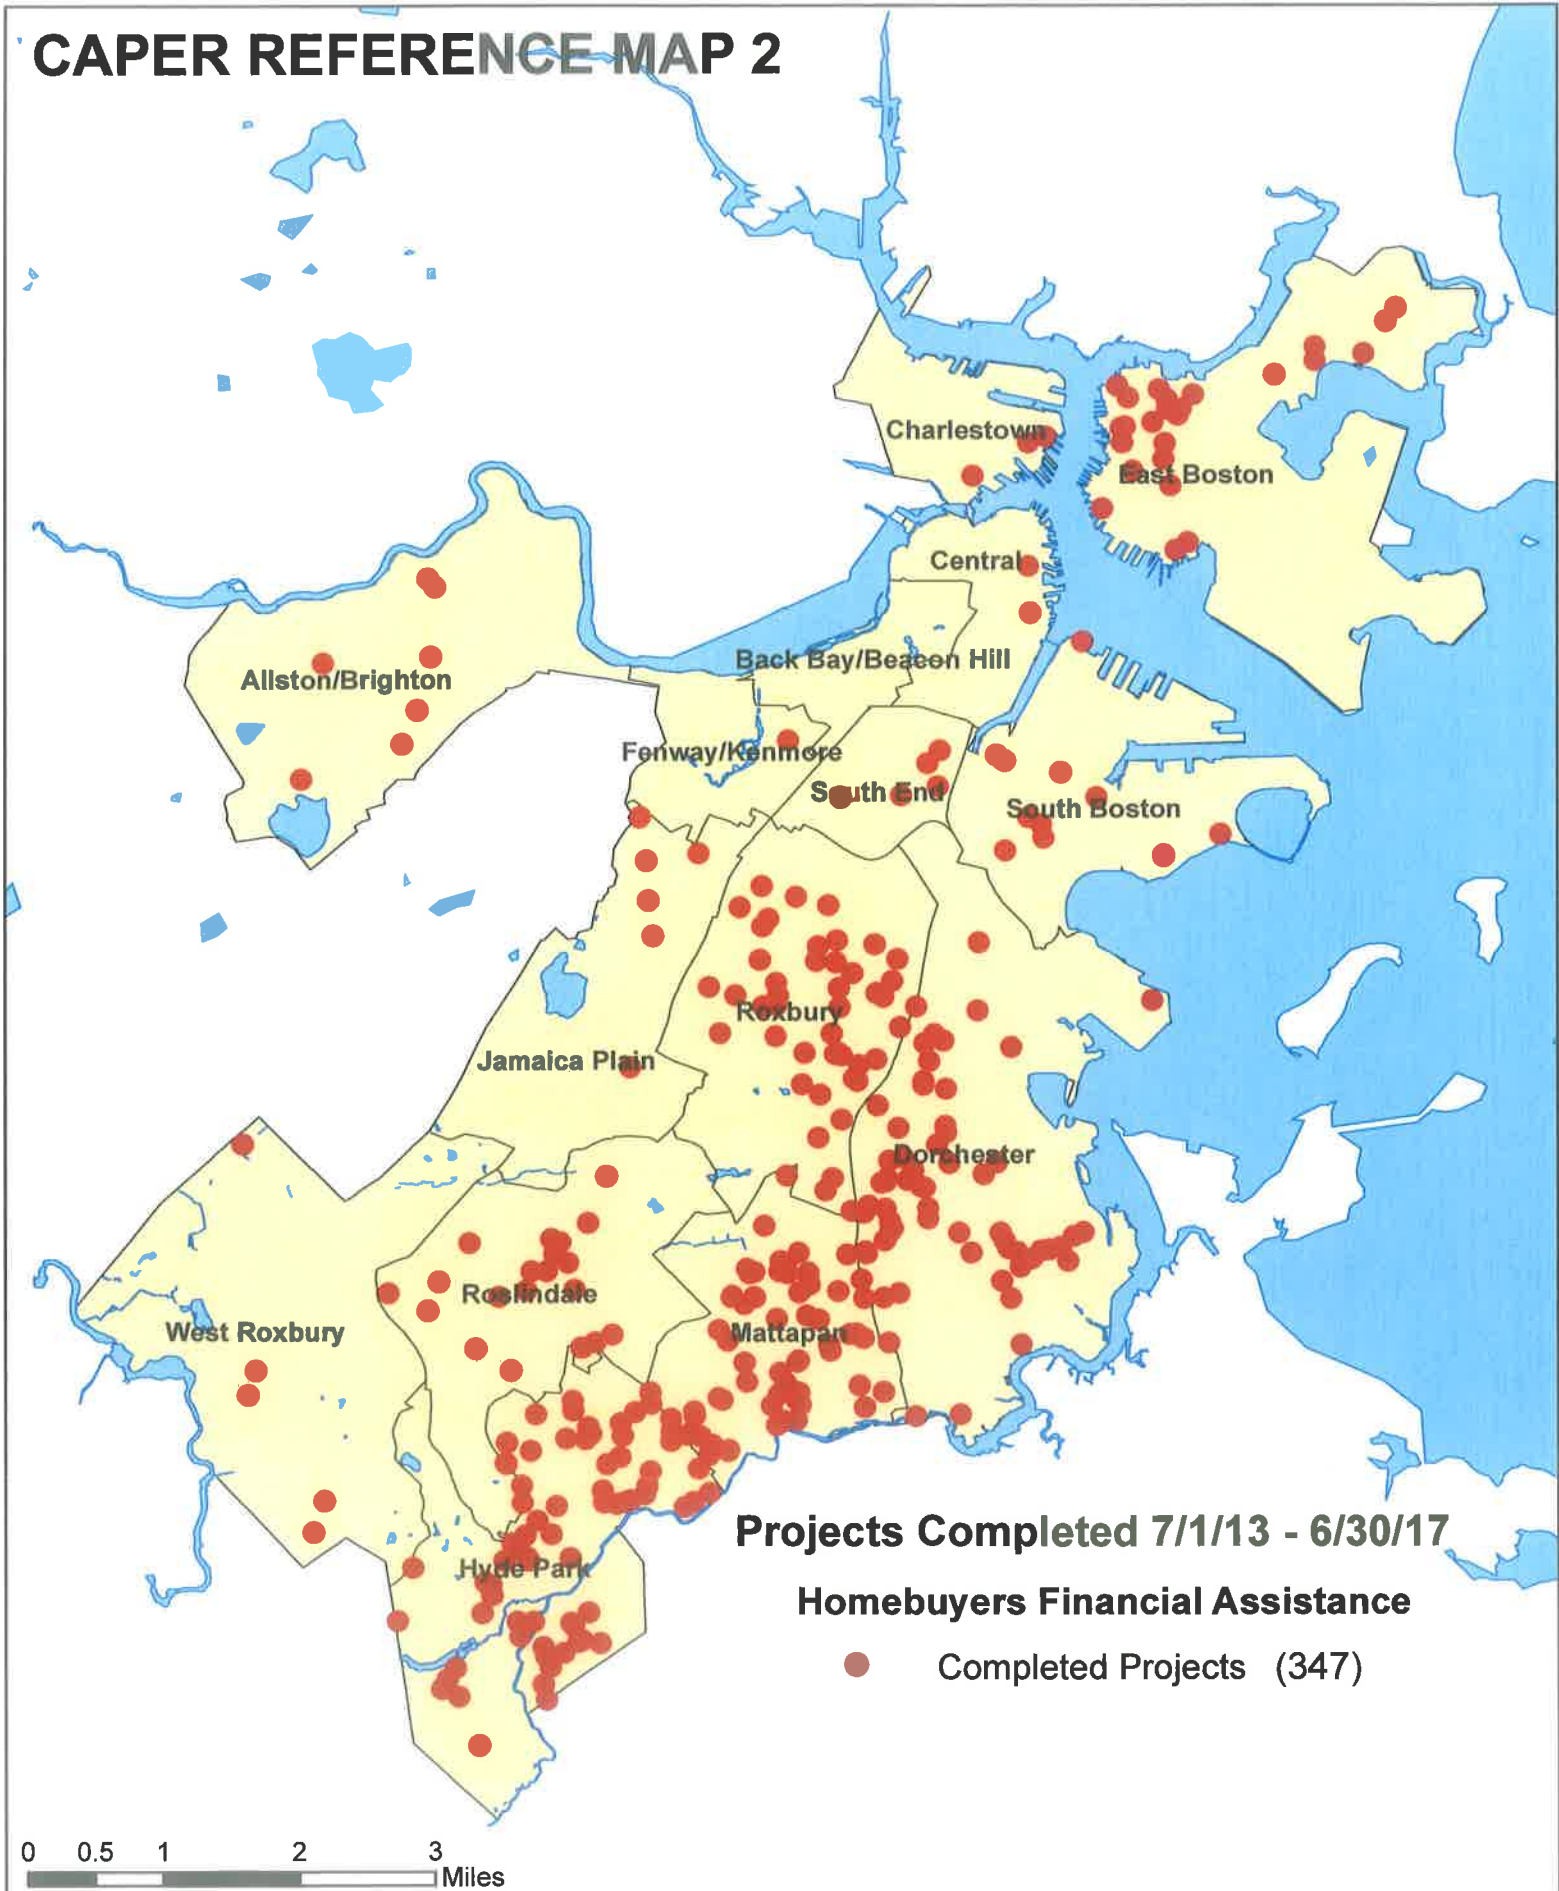 CAPER REFERENCE MAP 2
Charlestown
East Boston
Central
Back Bay/Beacon Hill
Allston/Brighton
Fenway/Kenmore
South End
South Boston
Roxbury
Jamaica Plain
Dorchester
Roslindale
West Roxbury
Mattapan
Hyde Park
Projects Completed 7/1/13 - 6/30/17
Homebuyers Financial Assistance
Completed Projects (347)
0 0.5 1 2 3
Miles